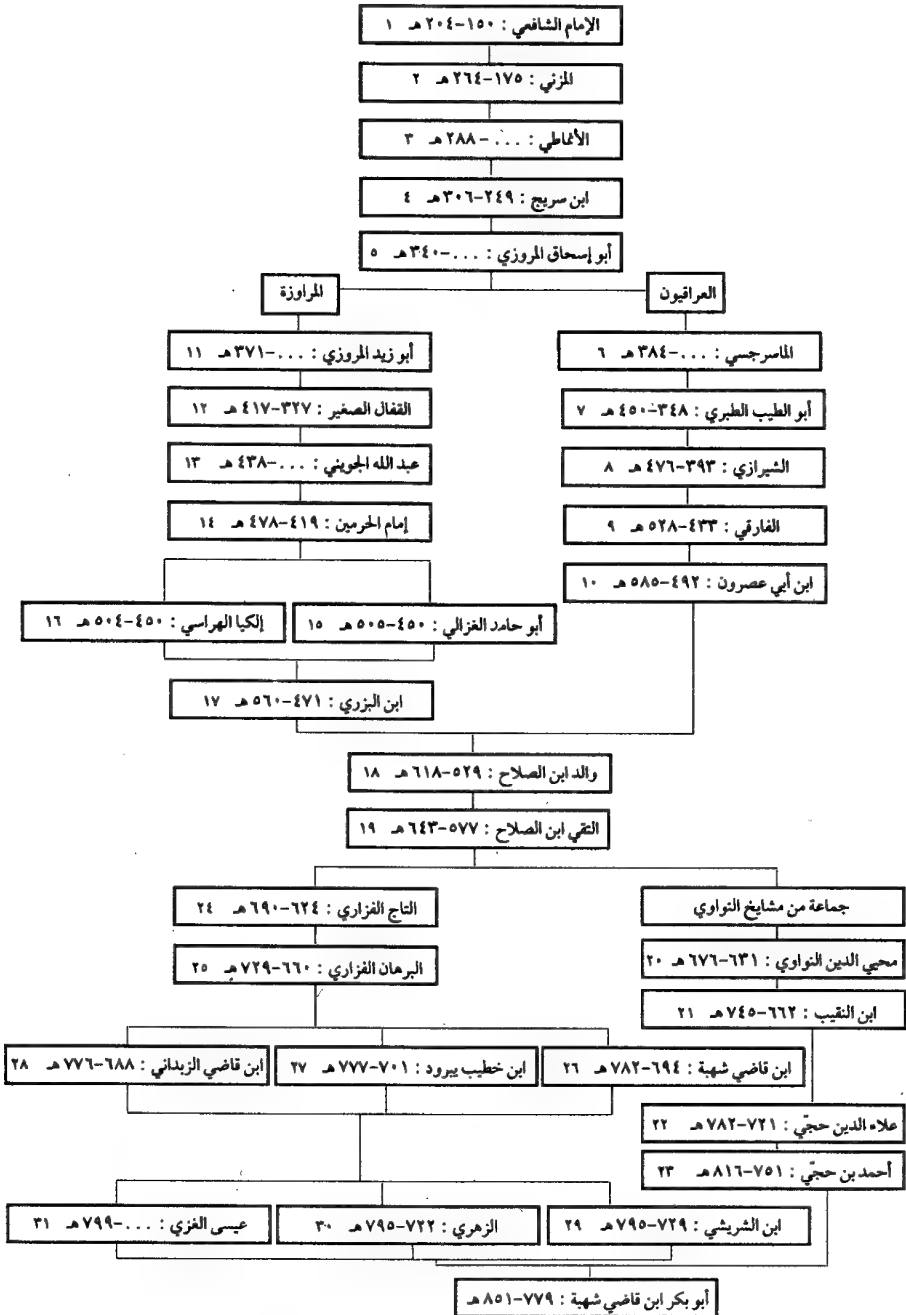 الإمام الشافعي : ١٥٠-٢٠٤هـ ١
المزني : ١٧٥-٢٦٤هـ ٢
الأنماطي : ...-٢٨٨هـ ٣
ابن سريج : ٢٤٩-٣٠٦هـ ٤
أبو إسحاق المروزي : ...-٣٤٠هـ ٥
العراقيون
المراوزة
الماسرجسي : ...-٣٨٤هـ ٦
أبو زيد المروزي : ...-٣٧١هـ ١١
أبو الطيب الطبري : ٣٤٨-٤٥٠هـ ٧
القفال الصغير : ٣٢٧-٤١٧هـ ١٢
الشيرازي : ٣٩٣-٤٧٦هـ ٨
عبد الله الجويني : ...-٤٣٨هـ ١٣
الفارقي : ٤٣٣-٥٢٨هـ ٩
إمام الحرمين : ٤١٩-٤٧٨هـ ١٤
ابن أبي عصرون : ٤٩٢-٥٨٥هـ ١٠
أبو حامد الغزالي : ٤٥٠-٥٠٥هـ ١٥
إلكيا الهراسي : ٤٥٠-٥٠٤هـ ١٦
ابن البزري : ٤٧١-٥٦٠هـ ١٧
والد ابن الصلاح : ٥٢٩-٦١٨هـ ١٨
التقي ابن الصلاح : ٥٧٧-٦٤٣هـ ١٩
جماعة من مشايخ النواوي
التاج الفزاري : ٦٢٤-٦٩٠هـ ٢٤
محيي الدين النواوي : ٦٣١-٦٧٦هـ ٢٠
البرهان الفزاري : ٦٦٠-٧٢٩هـ ٢٥
ابن النقيب : ٦٦٢-٧٤٥هـ ٢١
ابن قاضي شهبة : ٦٩٤-٧٨٢هـ ٢٦
ابن خطيب يبرود : ٧٠١-٧٧٧هـ ٢٧
ابن قاضي الزبداني : ٦٨٨-٧٧٦هـ ٢٨
علاء الدين حجّي : ٧٢١-٧٨٢هـ ٢٢
أحمد بن حجّي : ٧٥١-٨١٦هـ ٢٣
ابن الشريشي : ٧٢٩-٧٩٥هـ ٢٩
الزهري : ٧٢٢-٧٩٥هـ ٣٠
عيسى الغزي : ...-٧٩٩هـ ٣١
أبو بكر ابن قاضي شهبة : ٧٧٩-٨٥١هـ